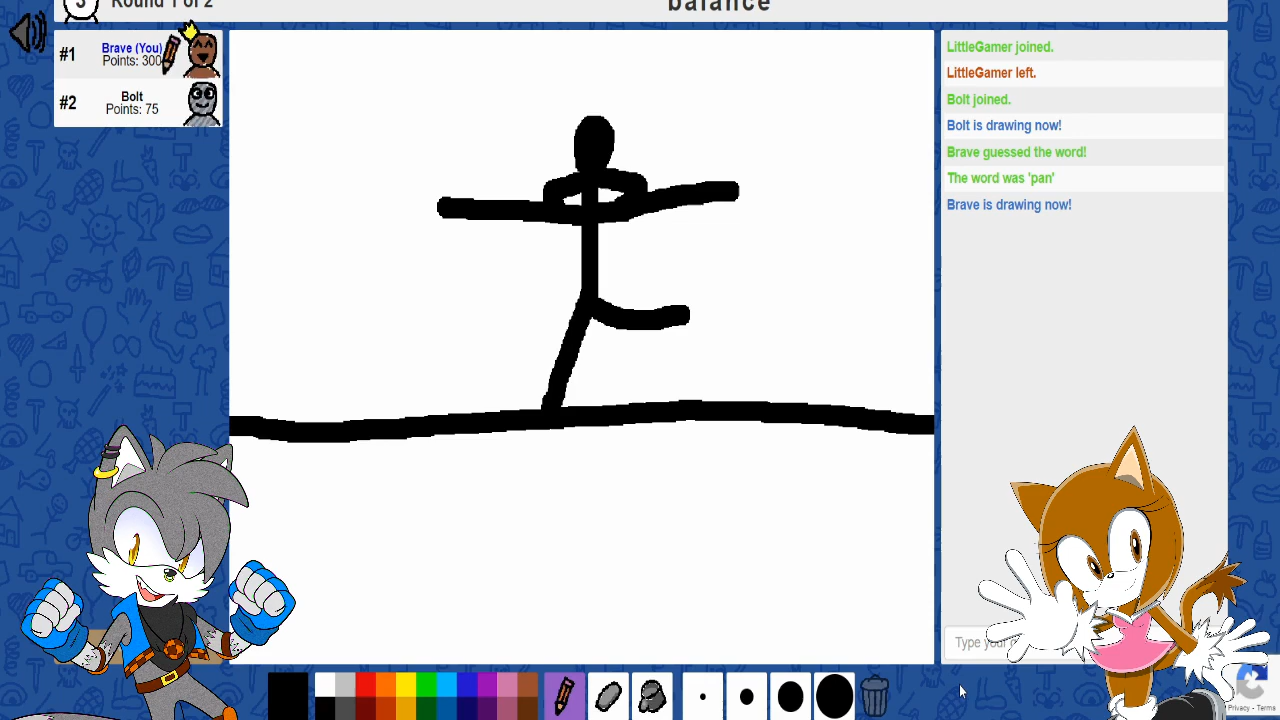 Round 1 of 2
balance
#1
Brave (You)
Points: 300
#2
Bolt
Points: 75
LittleGamer joined.
LittleGamer left.
Bolt joined.
Bolt is drawing now!
Brave guessed the word!
The word was 'pan'
Brave is drawing now!
Type your
Privacy - Terms